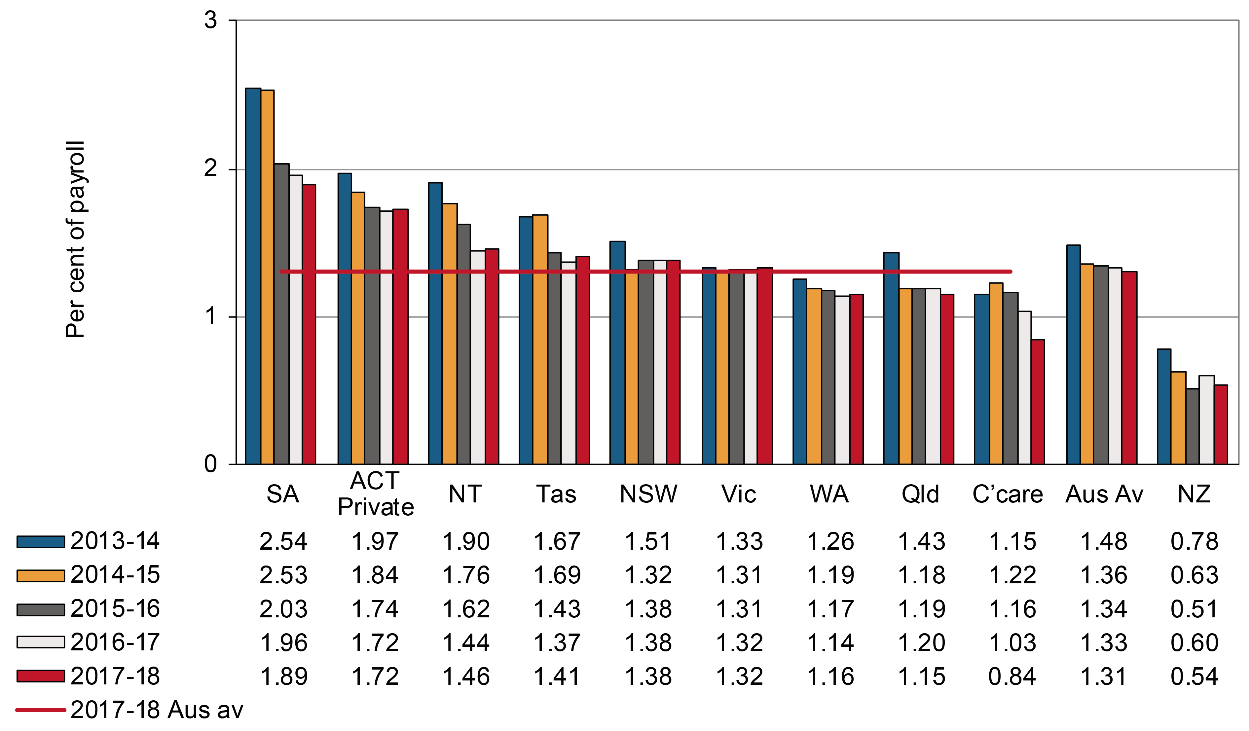 3
2
1
0
Per cent of payroll
SA ACT Private NT Tas NSW Vic WA Qld C’care Aus Av NZ
2013-14 2.54 1.97 1.90 1.67 1.51 1.33 1.26 1.43 1.15 1.48 0.78
2014-15 2.53 1.84 1.76 1.69 1.32 1.31 1.19 1.18 1.22 1.36 0.63
2015-16 2.03 1.74 1.62 1.43 1.38 1.31 1.17 1.19 1.16 1.34 0.51
2016-17 1.96 1.72 1.44 1.37 1.38 1.32 1.14 1.20 1.03 1.33 0.60
2017-18 1.89 1.72 1.46 1.41 1.38 1.32 1.16 1.15 0.84 1.31 0.54
2017-18 Aus av